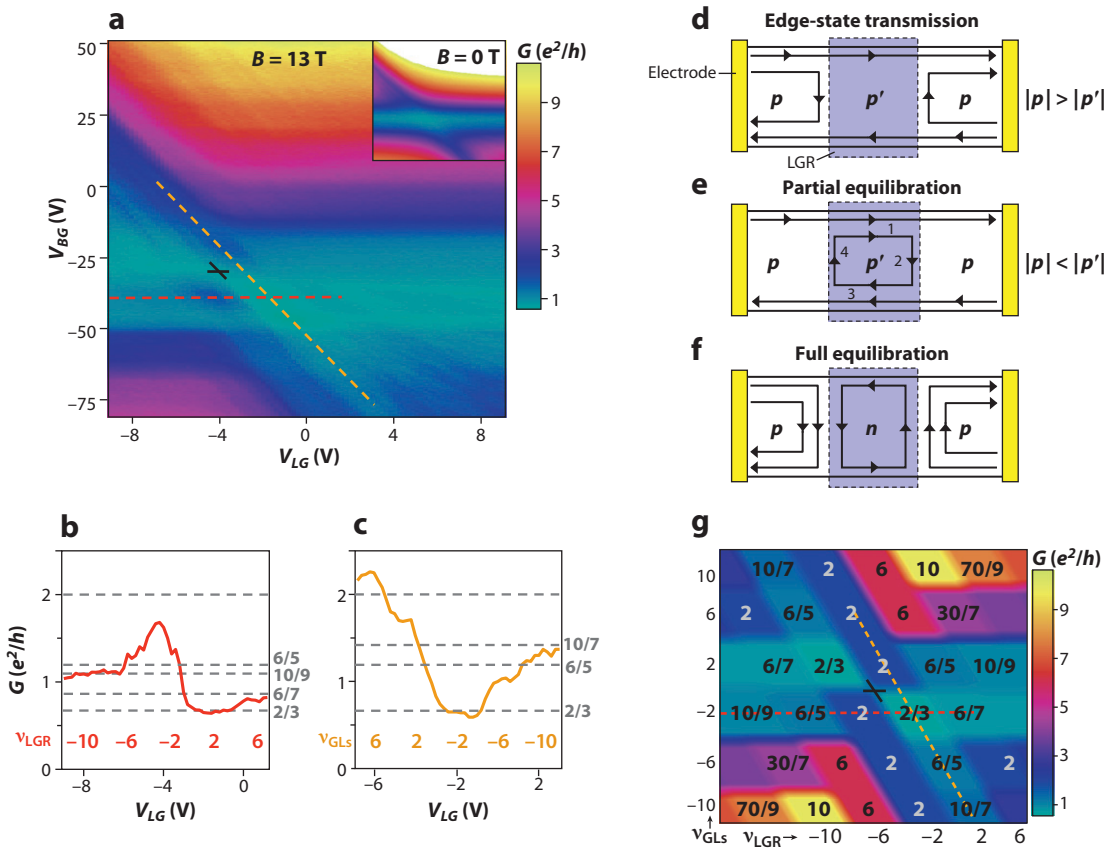 a
G (e²/h)
B = 13 T
B = 0 T
50
25
0
−25
−50
−75
V_BG (V)
−8
−4
0
4
8
V_LG (V)
9
7
5
3
1
d
Edge-state transmission
Electrode
p
p′
p
|p| > |p′|
LGR
e
Partial equilibration
1
4
2
3
p
p′
p
|p| < |p′|
f
Full equilibration
p
n
p
b
G (e²/h)
2
1
0
6/5
10/9
6/7
2/3
ν_LGR
−10
−6
−2
2
6
−8
−4
0
V_LG (V)
c
2
1
0
10/7
6/5
2/3
ν_GLs
6
2
−2
−6
−10
−6
−2
2
V_LG (V)
g
G (e²/h)
10
6
2
−2
−6
−10
10/7 2 6 10 70/9
2 6/5 2 6 30/7
6/7 2/3 2 6/5 10/9
10/9 6/5 2 2/3 6/7
30/7 6 2 6/5 2
70/9 10 6 2 10/7
ν_GLs
ν_LGR→ −10 −6 −2 2 6
9
7
5
3
1